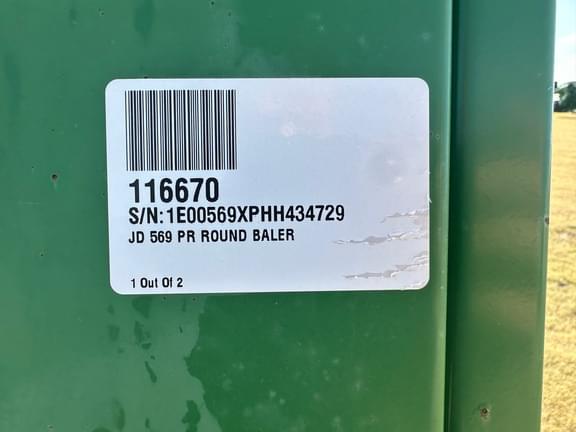 116670
S/N:1E00569XPHH434729
JD 569 PR ROUND BALER
1 Out Of 2